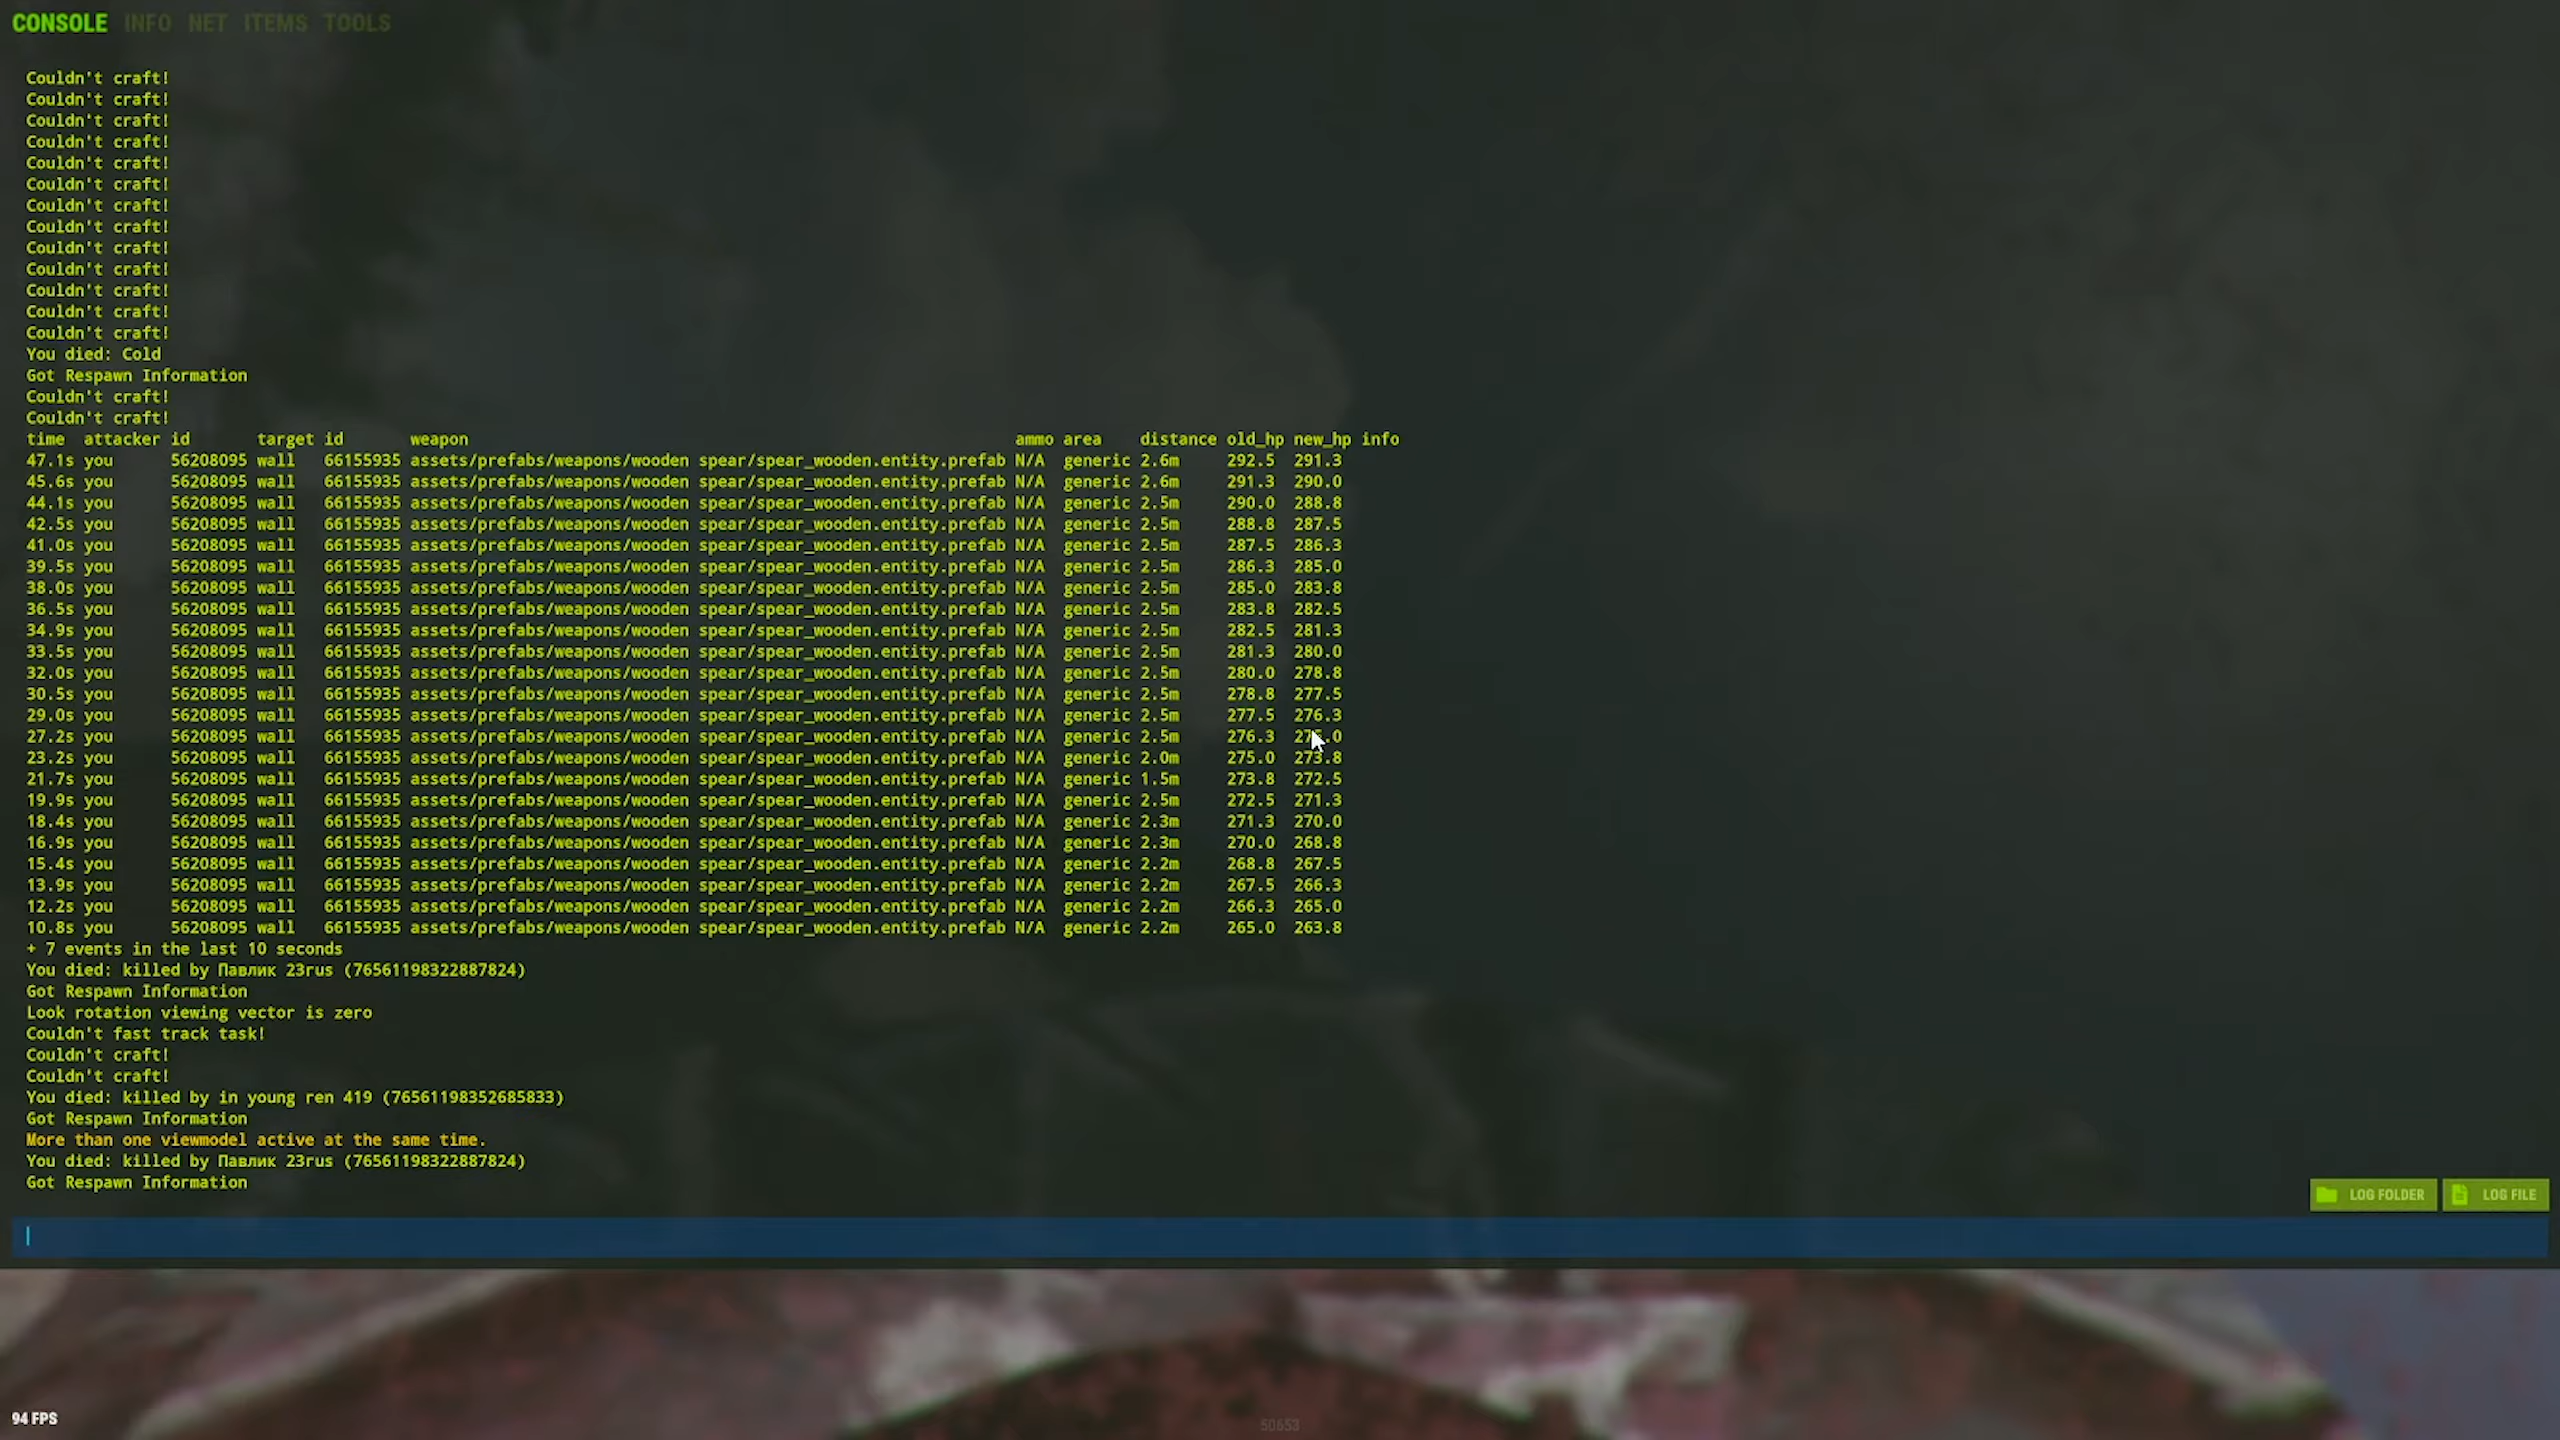 CONSOLE INFO NET ITEMS TOOLS
Couldn't craft!
Couldn't craft!
Couldn't craft!
Couldn't craft!
Couldn't craft!
Couldn't craft!
Couldn't craft!
Couldn't craft!
Couldn't craft!
Couldn't craft!
Couldn't craft!
Couldn't craft!
Couldn't craft!
You died: Cold
Got Respawn Information
Couldn't craft!
Couldn't craft!
time attacker id target id weapon ammo area distance old_hp new_hp info
47.1s you 56208095 wall 66155935 assets/prefabs/weapons/wooden spear/spear_wooden.entity.prefab N/A generic 2.6m 292.5 291.3
45.6s you 56208095 wall 66155935 assets/prefabs/weapons/wooden spear/spear_wooden.entity.prefab N/A generic 2.6m 291.3 290.0
44.1s you 56208095 wall 66155935 assets/prefabs/weapons/wooden spear/spear_wooden.entity.prefab N/A generic 2.5m 290.0 288.8
42.5s you 56208095 wall 66155935 assets/prefabs/weapons/wooden spear/spear_wooden.entity.prefab N/A generic 2.5m 288.8 287.5
41.0s you 56208095 wall 66155935 assets/prefabs/weapons/wooden spear/spear_wooden.entity.prefab N/A generic 2.5m 287.5 286.3
39.5s you 56208095 wall 66155935 assets/prefabs/weapons/wooden spear/spear_wooden.entity.prefab N/A generic 2.5m 286.3 285.0
38.0s you 56208095 wall 66155935 assets/prefabs/weapons/wooden spear/spear_wooden.entity.prefab N/A generic 2.5m 285.0 283.8
36.5s you 56208095 wall 66155935 assets/prefabs/weapons/wooden spear/spear_wooden.entity.prefab N/A generic 2.5m 283.8 282.5
34.9s you 56208095 wall 66155935 assets/prefabs/weapons/wooden spear/spear_wooden.entity.prefab N/A generic 2.5m 282.5 281.3
33.5s you 56208095 wall 66155935 assets/prefabs/weapons/wooden spear/spear_wooden.entity.prefab N/A generic 2.5m 281.3 280.0
32.0s you 56208095 wall 66155935 assets/prefabs/weapons/wooden spear/spear_wooden.entity.prefab N/A generic 2.5m 280.0 278.8
30.5s you 56208095 wall 66155935 assets/prefabs/weapons/wooden spear/spear_wooden.entity.prefab N/A generic 2.5m 278.8 277.5
29.0s you 56208095 wall 66155935 assets/prefabs/weapons/wooden spear/spear_wooden.entity.prefab N/A generic 2.5m 277.5 276.3
27.2s you 56208095 wall 66155935 assets/prefabs/weapons/wooden spear/spear_wooden.entity.prefab N/A generic 2.5m 276.3
23.2s you 56208095 wall 66155935 assets/prefabs/weapons/wooden spear/spear_wooden.entity.prefab N/A generic 2.0m 275.0 273.8
21.7s you 56208095 wall 66155935 assets/prefabs/weapons/wooden spear/spear_wooden.entity.prefab N/A generic 1.5m 273.8 272.5
19.9s you 56208095 wall 66155935 assets/prefabs/weapons/wooden spear/spear_wooden.entity.prefab N/A generic 2.5m 272.5 271.3
18.4s you 56208095 wall 66155935 assets/prefabs/weapons/wooden spear/spear_wooden.entity.prefab N/A generic 2.3m 271.3 270.0
16.9s you 56208095 wall 66155935 assets/prefabs/weapons/wooden spear/spear_wooden.entity.prefab N/A generic 2.3m 270.0 268.8
15.4s you 56208095 wall 66155935 assets/prefabs/weapons/wooden spear/spear_wooden.entity.prefab N/A generic 2.2m 268.8 267.5
13.9s you 56208095 wall 66155935 assets/prefabs/weapons/wooden spear/spear_wooden.entity.prefab N/A generic 2.2m 267.5 266.3
12.2s you 56208095 wall 66155935 assets/prefabs/weapons/wooden spear/spear_wooden.entity.prefab N/A generic 2.2m 266.3 265.0
10.8s you 56208095 wall 66155935 assets/prefabs/weapons/wooden spear/spear_wooden.entity.prefab N/A generic 2.2m 265.0 263.8
+ 7 events in the last 10 seconds
You died: killed by Павлик 23rus (76561198322887824)
Got Respawn Information
Look rotation viewing vector is zero
Couldn't fast track task!
Couldn't craft!
Couldn't craft!
You died: killed by in young ren 419 (76561198352685833)
Got Respawn Information
More than one viewmodel active at the same time.
You died: killed by Павлик 23rus (76561198322887824)
Got Respawn Information
LOG FOLDER LOG FILE
94 FPS
50653